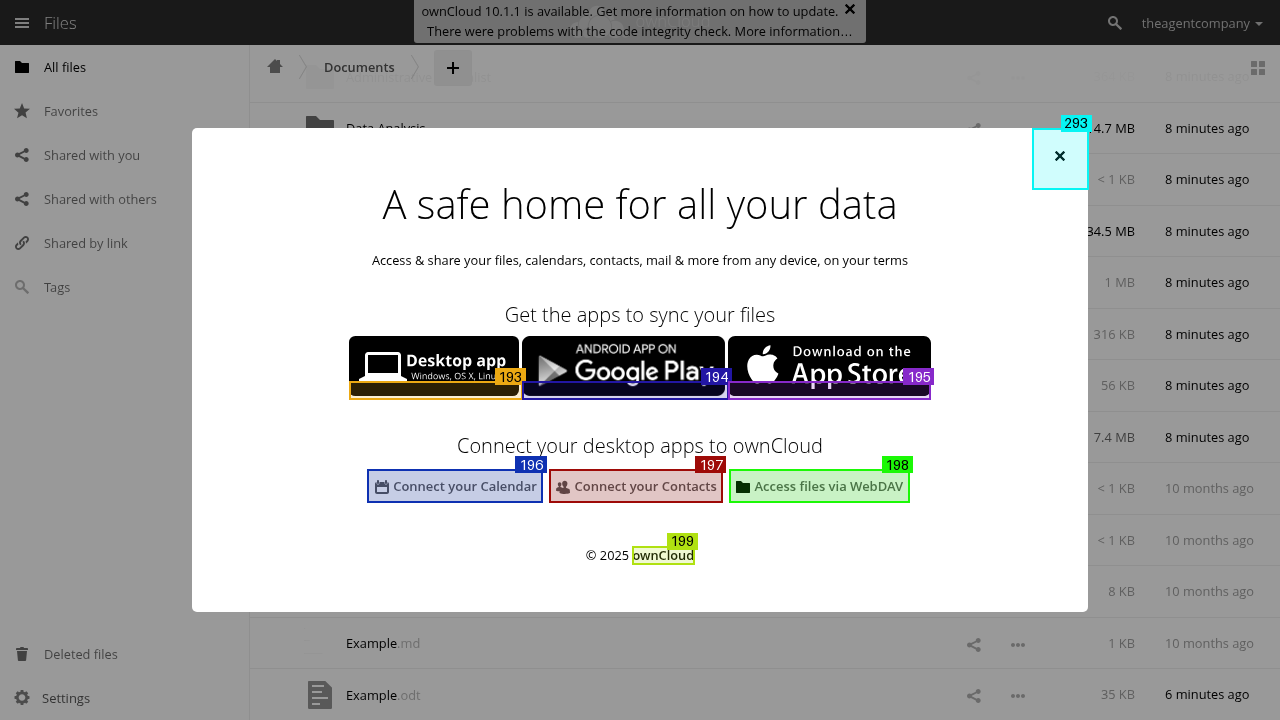 Files
ownCloud 10.1.1 is available. Get more information on how to update.
There were problems with the code integrity check. More information…
theagentcompany
All files
Favorites
Shared with you
Shared with others
Shared by link
Tags
Deleted files
Settings
Documents
8 minutes ago
Data Analysis
4.7 MB
8 minutes ago
< 1 KB
8 minutes ago
34.5 MB
8 minutes ago
1 MB
8 minutes ago
316 KB
8 minutes ago
56 KB
8 minutes ago
7.4 MB
8 minutes ago
< 1 KB
10 months ago
< 1 KB
10 months ago
8 KB
10 months ago
Example.md
1 KB
10 months ago
Example.odt
35 KB
6 minutes ago
293
A safe home for all your data
Access & share your files, calendars, contacts, mail & more from any device, on your terms
Get the apps to sync your files
Desktop app
Windows, OS X,
193
ANDROID APP ON
Google Play
194
Download on the
App Store
195
Connect your desktop apps to ownCloud
196
Connect your Calendar
197
Connect your Contacts
198
Access files via WebDAV
199
© 2025 ownCloud